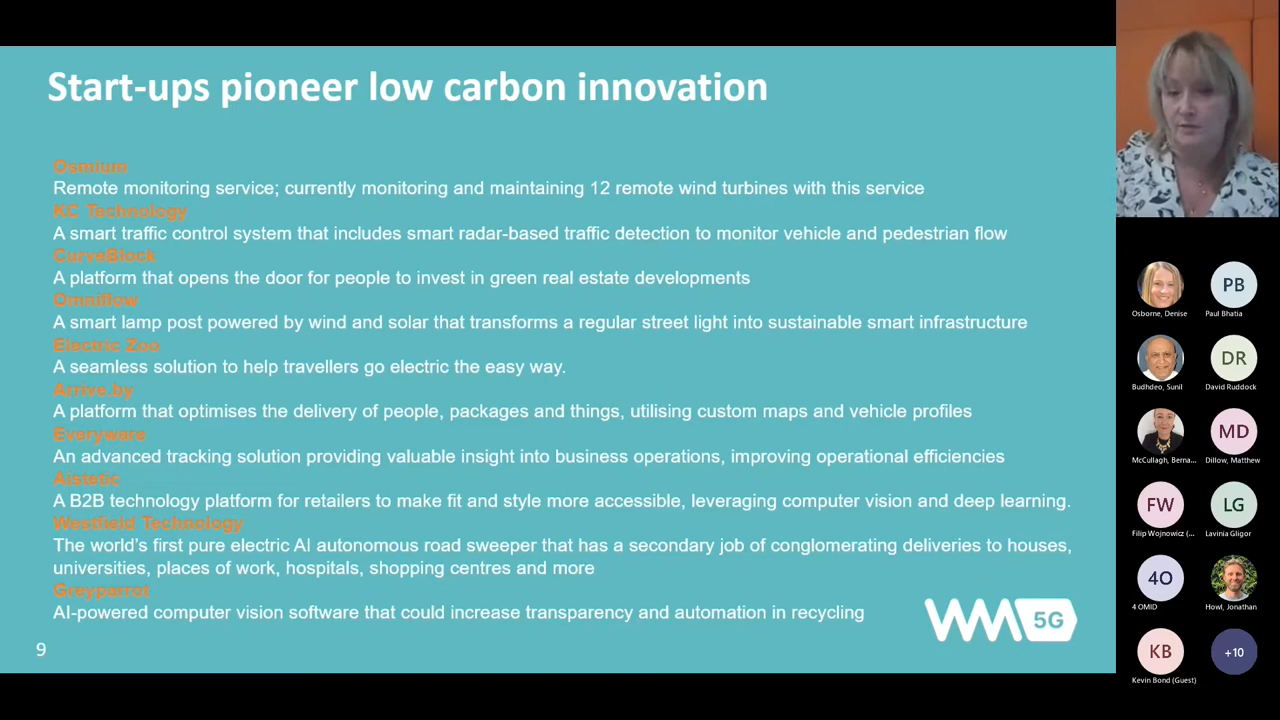 Start-ups pioneer low carbon innovation
Osmium
Remote monitoring service; currently monitoring and maintaining 12 remote wind turbines with this service
KC Technology
A smart traffic control system that includes smart radar-based traffic detection to monitor vehicle and pedestrian flow
CurveBlock
A platform that opens the door for people to invest in green real estate developments
Omniflow
A smart lamp post powered by wind and solar that transforms a regular street light into sustainable smart infrastructure
Electric Zoo
A seamless solution to help travellers go electric the easy way.
Arrive.by
A platform that optimises the delivery of people, packages and things, utilising custom maps and vehicle profiles
Everyware
An advanced tracking solution providing valuable insight into business operations, improving operational efficiencies
Aistetic
A B2B technology platform for retailers to make fit and style more accessible, leveraging computer vision and deep learning.
Westfield Technology
The world's first pure electric AI autonomous road sweeper that has a secondary job of conglomerating deliveries to houses,
universities, places of work, hospitals, shopping centres and more
Greyparrot
AI-powered computer vision software that could increase transparency and automation in recycling
WM 5G
9
Osborne, Denise
PB
Paul Bhatia
Budhdeo, Sunil
DR
David Ruddock
McCullagh, Berna...
MD
Dillow, Matthew
FW
Filip Wojnowicz (...
LG
Lavinia Gligor
4O
4 OMID
Howl, Jonathan
KB
Kevin Bond (Guest)
+10